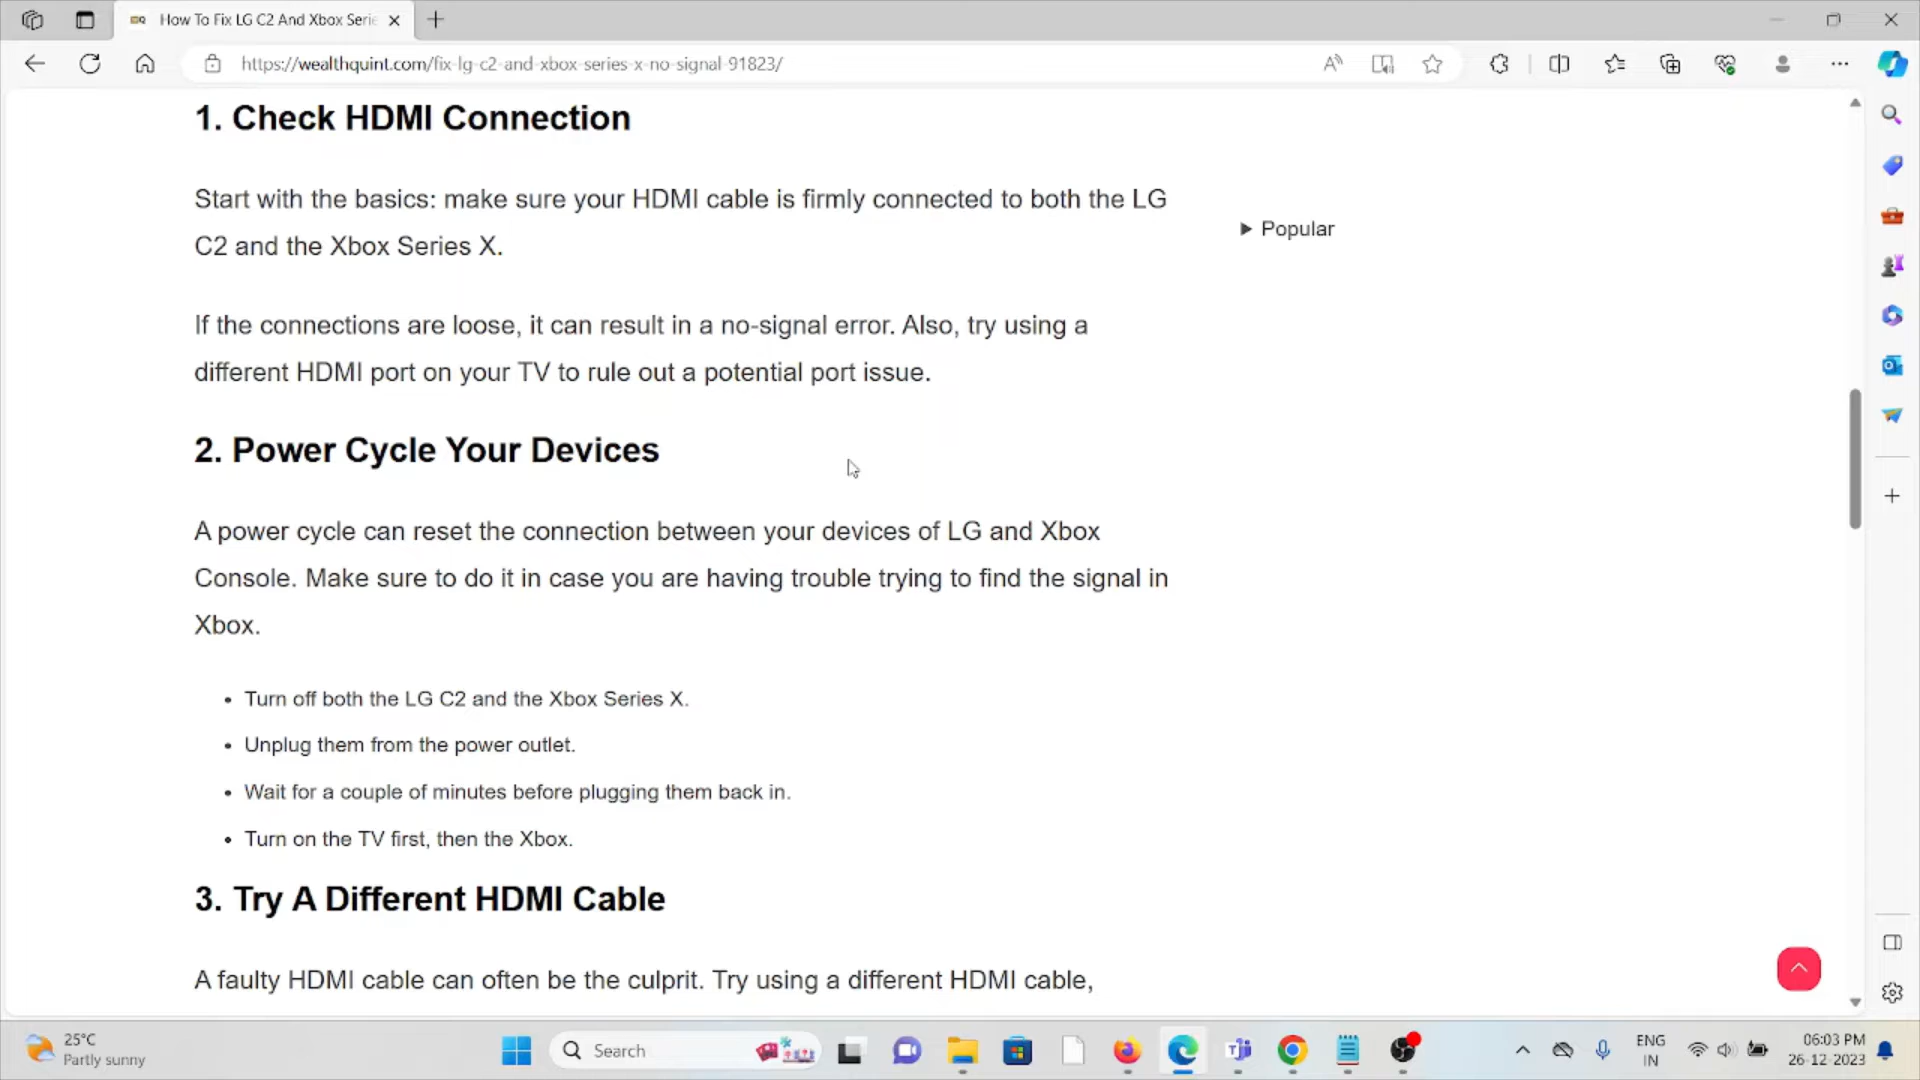 How To Fix LG C2 And Xbox Serie
https://wealthquint.com/fix-lg-c2-and-xbox-series-x-no-signal-91823/
1. Check HDMI Connection
Start with the basics: make sure your HDMI cable is firmly connected to both the LG
C2 and the Xbox Series X.
Popular
If the connections are loose, it can result in a no-signal error. Also, try using a
different HDMI port on your TV to rule out a potential port issue.
2. Power Cycle Your Devices
A power cycle can reset the connection between your devices of LG and Xbox
Console. Make sure to do it in case you are having trouble trying to find the signal in
Xbox.
• Turn off both the LG C2 and the Xbox Series X.
• Unplug them from the power outlet.
• Wait for a couple of minutes before plugging them back in.
• Turn on the TV first, then the Xbox.
3. Try A Different HDMI Cable
A faulty HDMI cable can often be the culprit. Try using a different HDMI cable,
25°C
Partly sunny
Search
ENG
IN
06:03 PM
26-12-2023